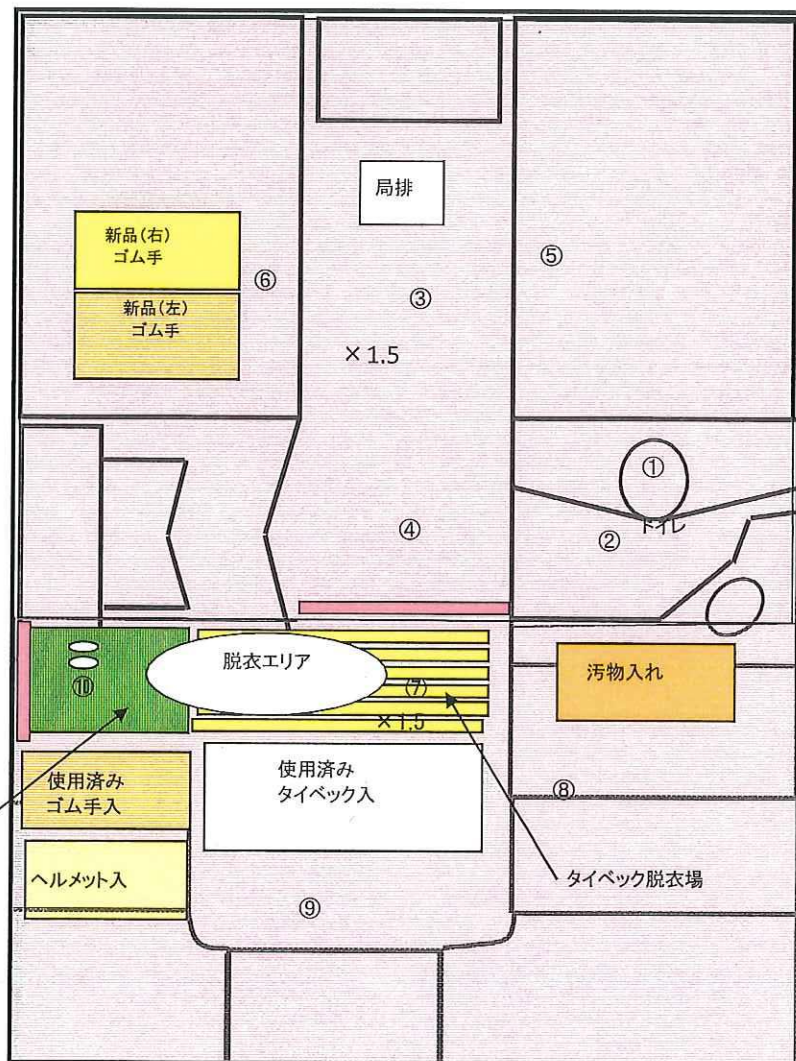 局排
新品(右)
ゴム手
⑤
⑥
新品(左)
ゴム手
③
×1.5
①
④
②
トイレ
脱衣エリア
汚物入れ
⑩
⑦
×1.5
使用済み
ゴム手入
使用済み
タイベック入
⑧
ヘルメット入
タイベック脱衣場
⑨